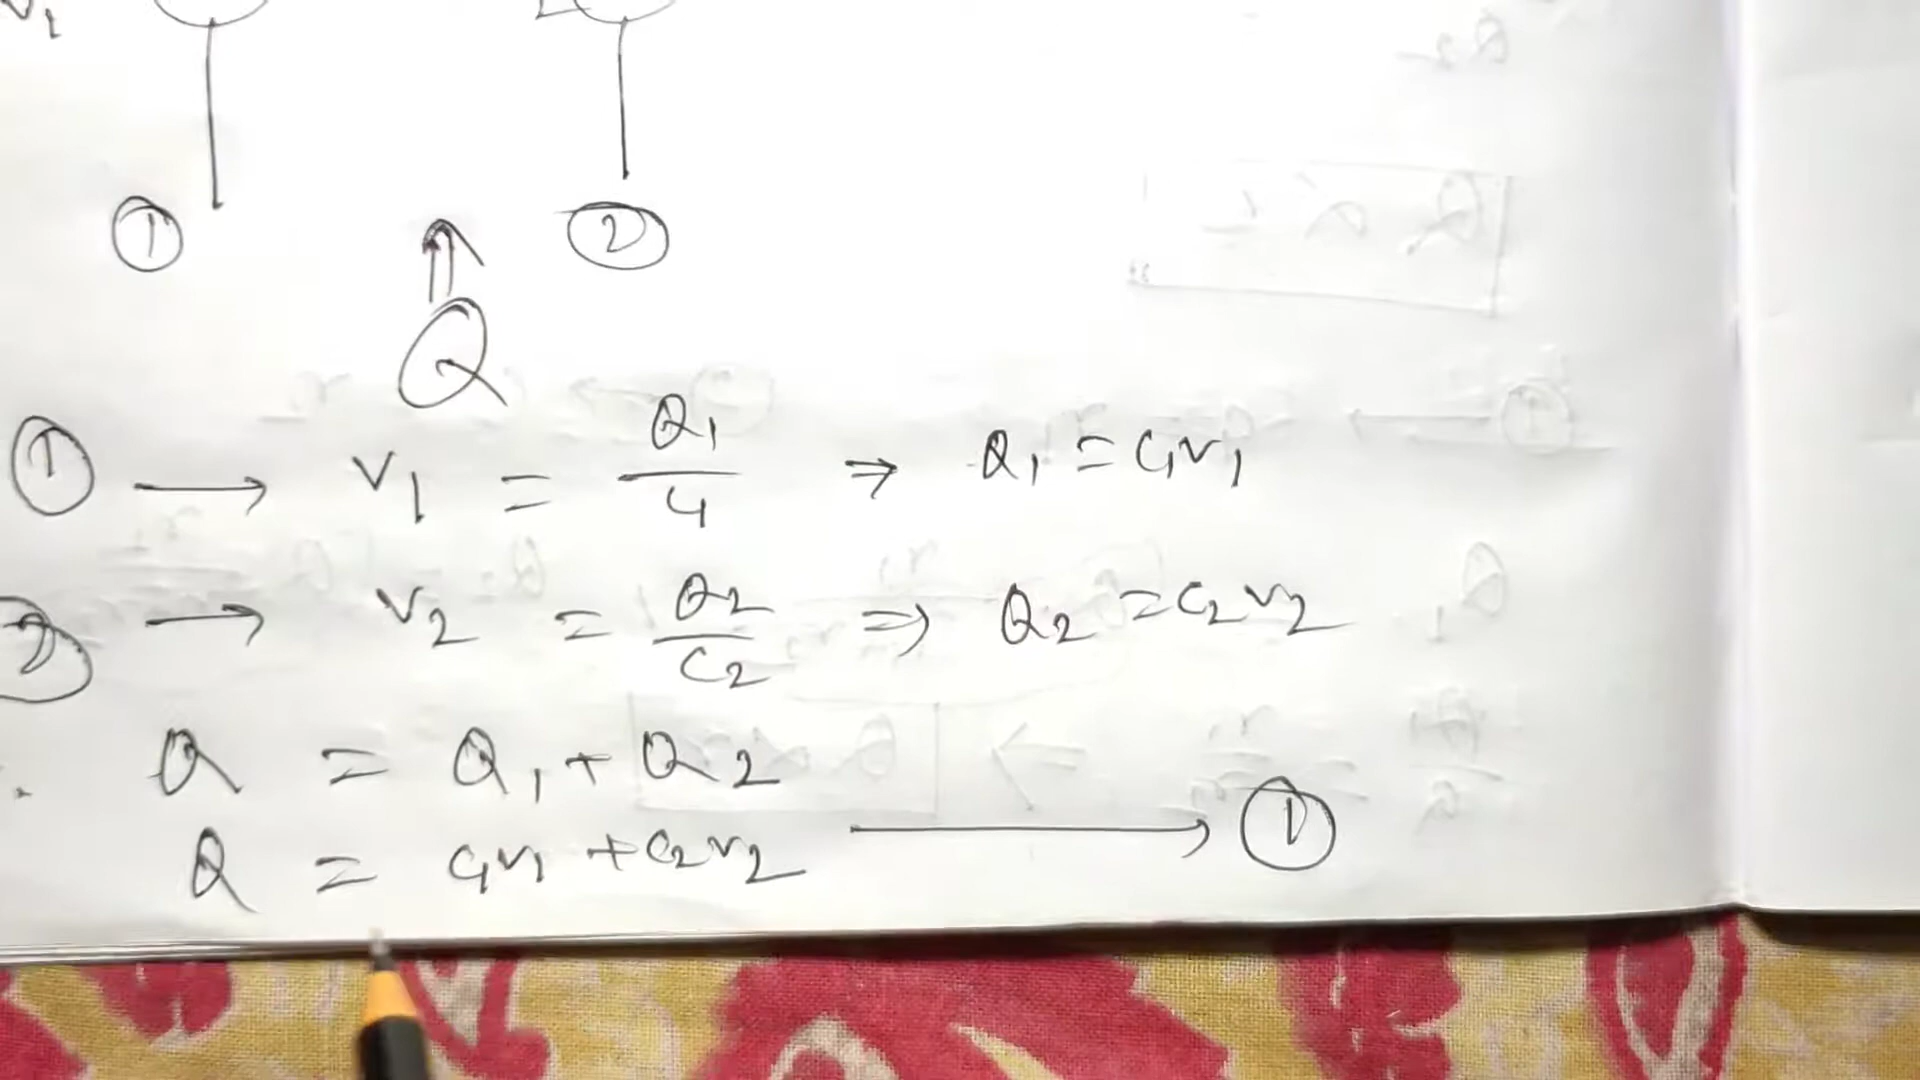 V1
① ②
Q
① → V1 = Q1/C1 ⇒ Q1 = C1V1
② → V2 = Q2/C2 ⇒ Q2 = C2V2
Q = Q1 + Q2
Q = C1V1 + C2V2 → ①